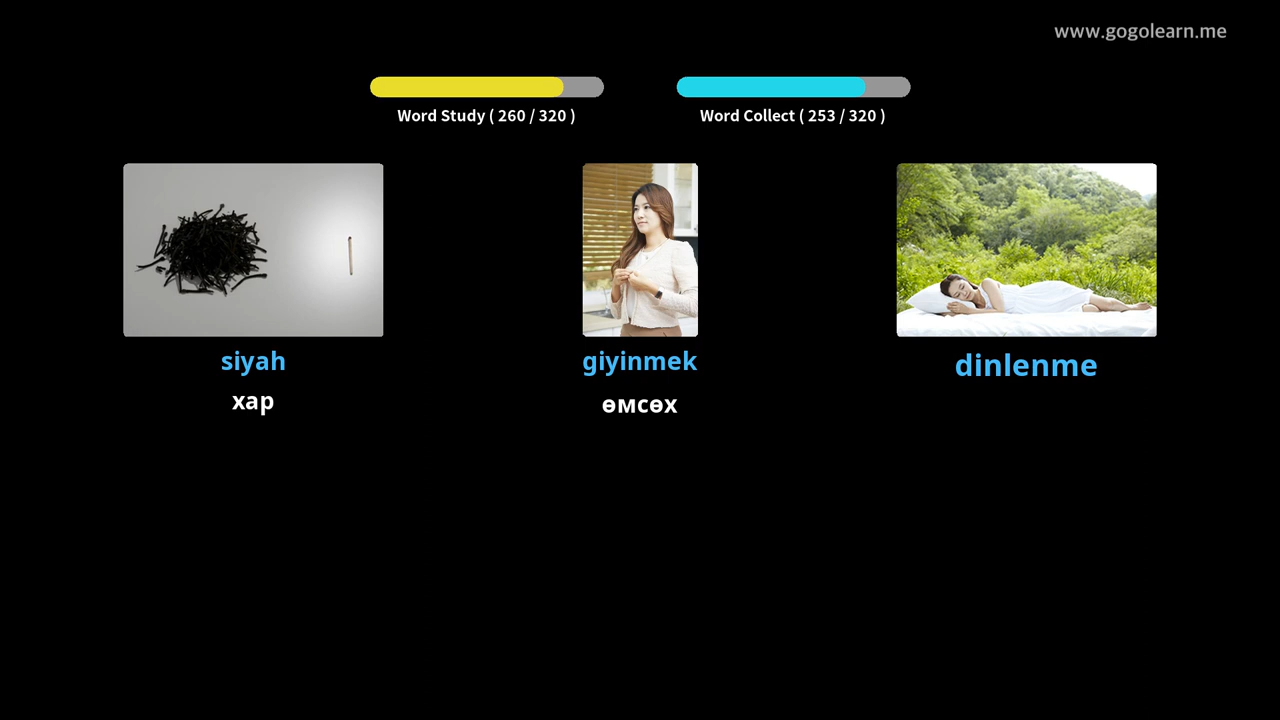 www.gogolearn.me
Word Study ( 260 / 320 )
Word Collect ( 253 / 320 )
siyah
хар
giyinmek
өмсөх
dinlenme